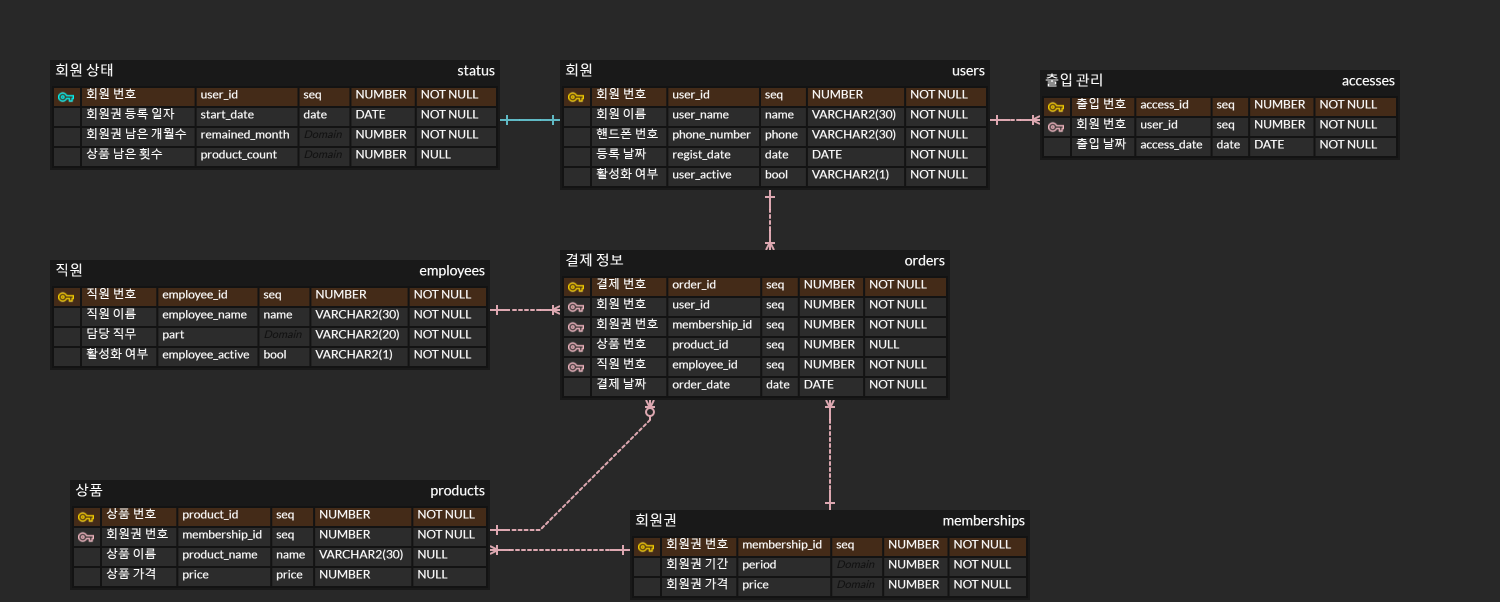 회원 상태 status
회원 번호 user_id seq NUMBER NOT NULL
회원권 등록 일자 start_date date DATE NOT NULL
회원권 남은 개월수 remained_month Domain NUMBER NOT NULL
상품 남은 횟수 product_count Domain NUMBER NULL
회원 users
회원 번호 user_id seq NUMBER NOT NULL
회원 이름 user_name name VARCHAR2(30) NOT NULL
핸드폰 번호 phone_number phone VARCHAR2(30) NOT NULL
등록 날짜 regist_date date DATE NOT NULL
활성화 여부 user_active bool VARCHAR2(1) NOT NULL
출입 관리 accesses
출입 번호 access_id seq NUMBER NOT NULL
회원 번호 user_id seq NUMBER NOT NULL
출입 날짜 access_date date DATE NOT NULL
직원 employees
직원 번호 employee_id seq NUMBER NOT NULL
직원 이름 employee_name name VARCHAR2(30) NOT NULL
담당 직무 part Domain VARCHAR2(20) NOT NULL
활성화 여부 employee_active bool VARCHAR2(1) NOT NULL
결제 정보 orders
결제 번호 order_id seq NUMBER NOT NULL
회원 번호 user_id seq NUMBER NOT NULL
회원권 번호 membership_id seq NUMBER NOT NULL
상품 번호 product_id seq NUMBER NULL
직원 번호 employee_id seq NUMBER NOT NULL
결제 날짜 order_date date DATE NOT NULL
상품 products
상품 번호 product_id seq NUMBER NOT NULL
회원권 번호 membership_id seq NUMBER NOT NULL
상품 이름 product_name name VARCHAR2(30) NULL
상품 가격 price price NUMBER NULL
회원권 memberships
회원권 번호 membership_id seq NUMBER NOT NULL
회원권 기간 period Domain NUMBER NOT NULL
회원권 가격 price Domain NUMBER NOT NULL